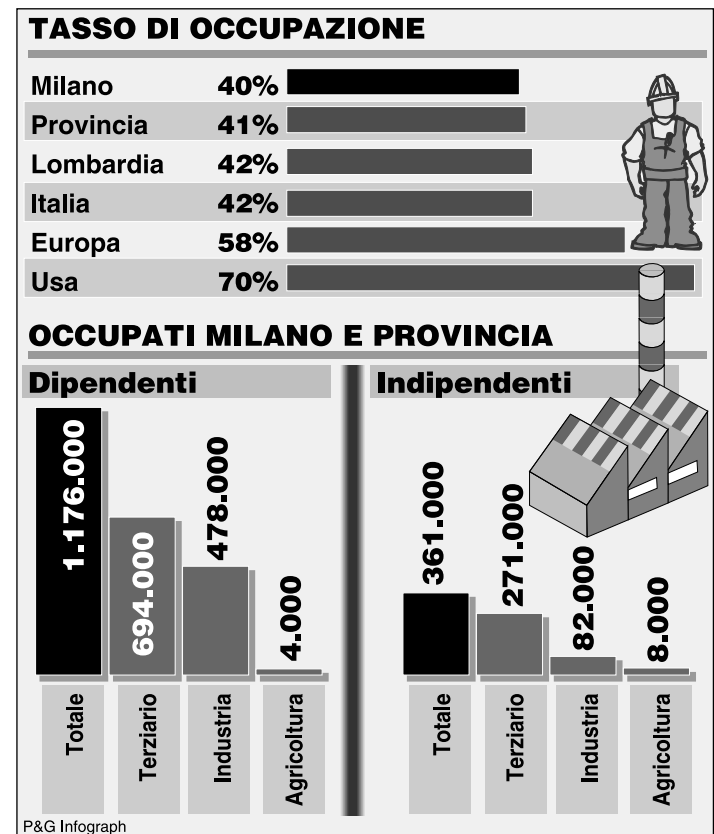 TASSO DI OCCUPAZIONE
Milano 40%
Provincia 41%
Lombardia 42%
Italia 42%
Europa 58%
Usa 70%
OCCUPATI MILANO E PROVINCIA
Dipendenti
1.176.000
694.000
478.000
4.000
Totale
Terziario
Industria
Agricoltura
Indipendenti
361.000
271.000
82.000
8.000
Totale
Terziario
Industria
Agricoltura
P&G Infograph